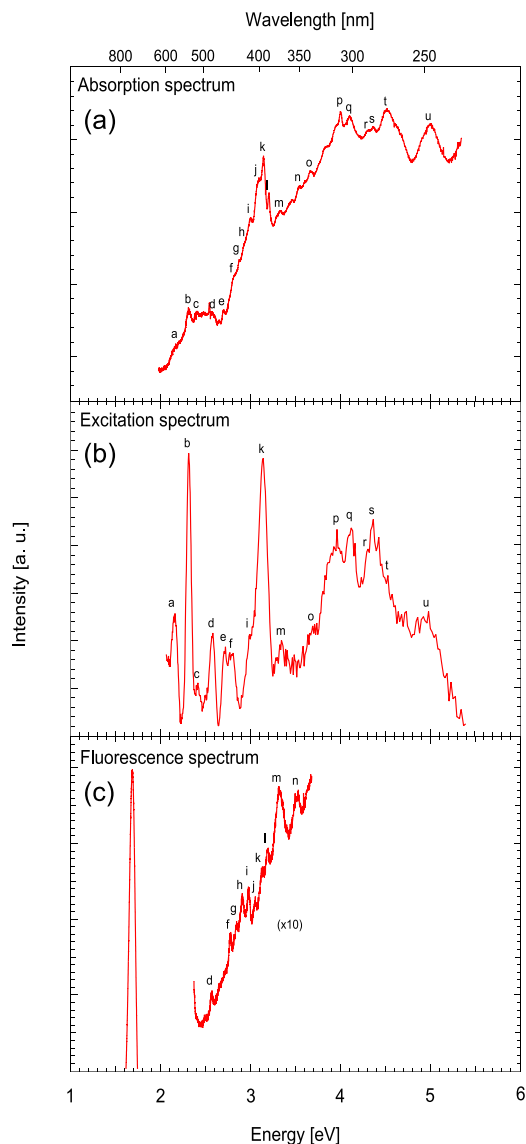 Wavelength [nm]
800 600 500 400 350 300 250
Absorption spectrum
(a)
a b c d e f g h i j k l m n o p q r s t u
Excitation spectrum
(b)
a b c d e f i k m o p q r s t u
Intensity [a. u.]
Fluorescence spectrum
(c)
d f g h i j k l m n
(x10)
1 2 3 4 5 6
Energy [eV]